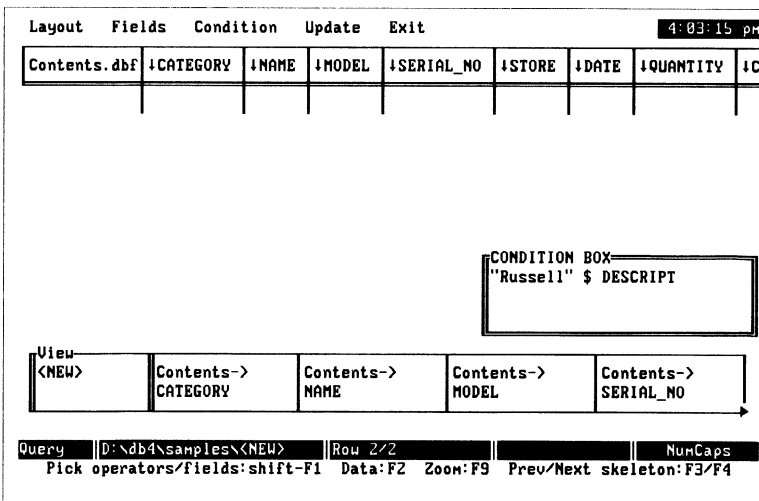 Layout Fields Condition Update Exit 4:03:15 pm
Contents.dbf ↓CATEGORY ↓NAME ↓MODEL ↓SERIAL_NO ↓STORE ↓DATE ↓QUANTITY ↓C
CONDITION BOX
"Russell" $ DESCRIPT
View
<NEW> Contents-> Contents-> Contents-> Contents->
CATEGORY NAME MODEL SERIAL_NO
Query D:\db4\samples\<NEW> Row 2/2 NumCaps
Pick operators/fields:shift-F1 Data:F2 Zoom:F9 Prev/Next skeleton:F3/F4